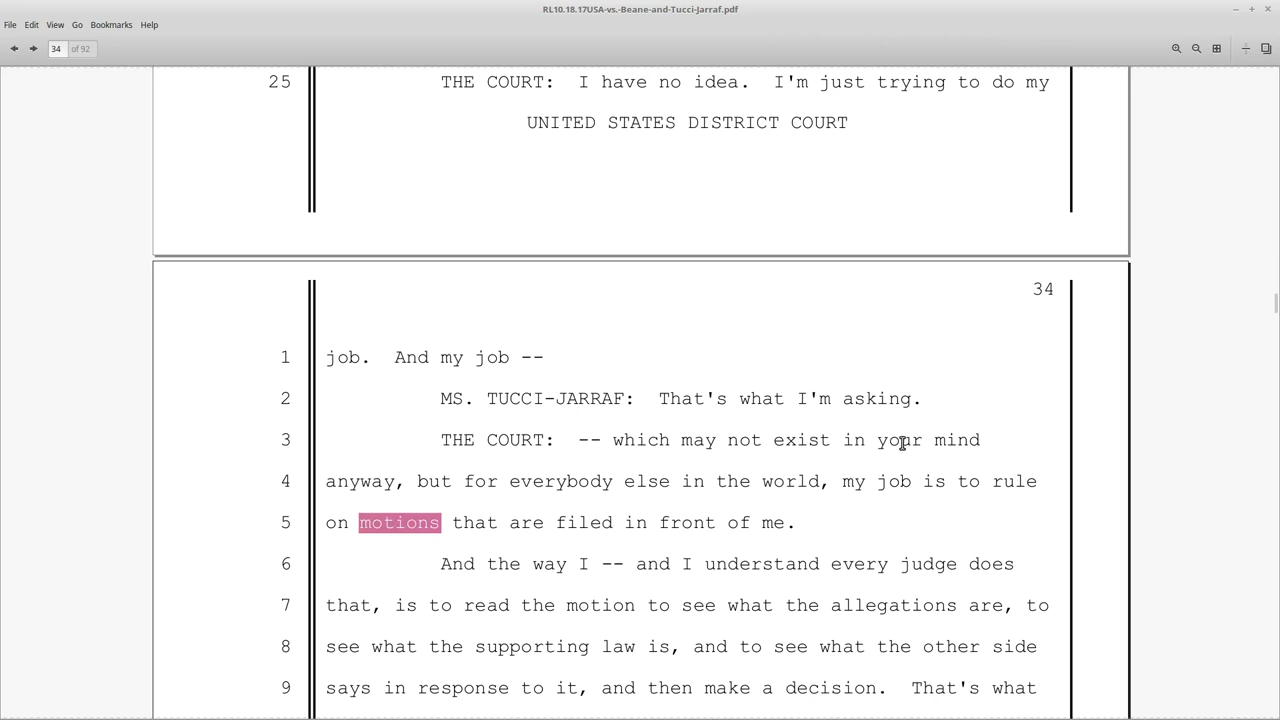 RL10.18.17USA-vs.-Beane-and-Tucci-Jarraf.pdf
File Edit View Go Bookmarks Help
34 of 92
25 THE COURT: I have no idea. I'm just trying to do my
UNITED STATES DISTRICT COURT
34
1 job. And my job --
2 MS. TUCCI-JARRAF: That's what I'm asking.
3 THE COURT: -- which may not exist in your mind
4 anyway, but for everybody else in the world, my job is to rule
5 on motions that are filed in front of me.
6 And the way I -- and I understand every judge does
7 that, is to read the motion to see what the allegations are, to
8 see what the supporting law is, and to see what the other side
9 says in response to it, and then make a decision. That's what